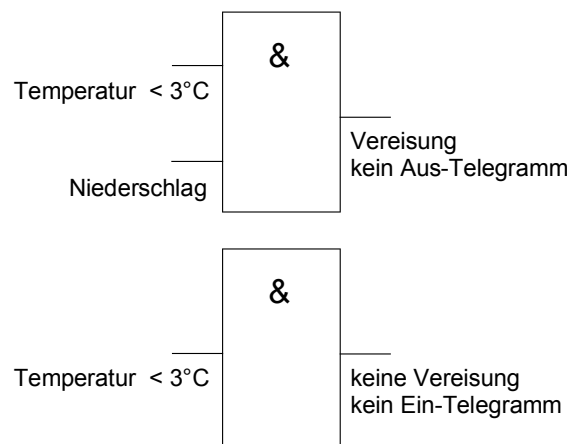 &
Temperatur < 3°C
Vereisung
kein Aus-Telegramm
Niederschlag
&
Temperatur < 3°C
keine Vereisung
kein Ein-Telegramm